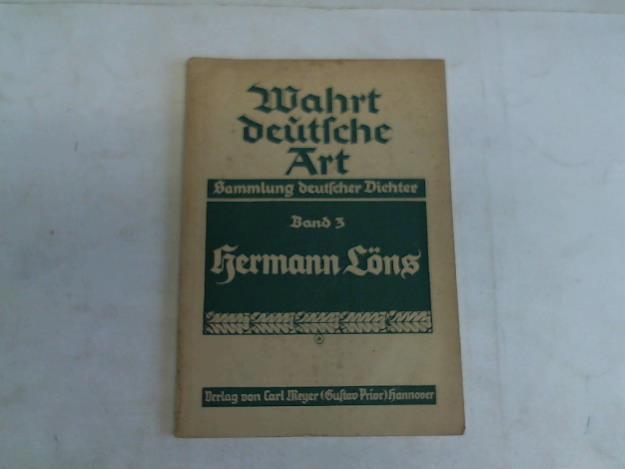 Wahrt
deutſche
Art
Sammlung deutſcher Dichter
Band 3
Hermann Löns
Verlag von Carl Meyer (Guſtav Prior) Hannover